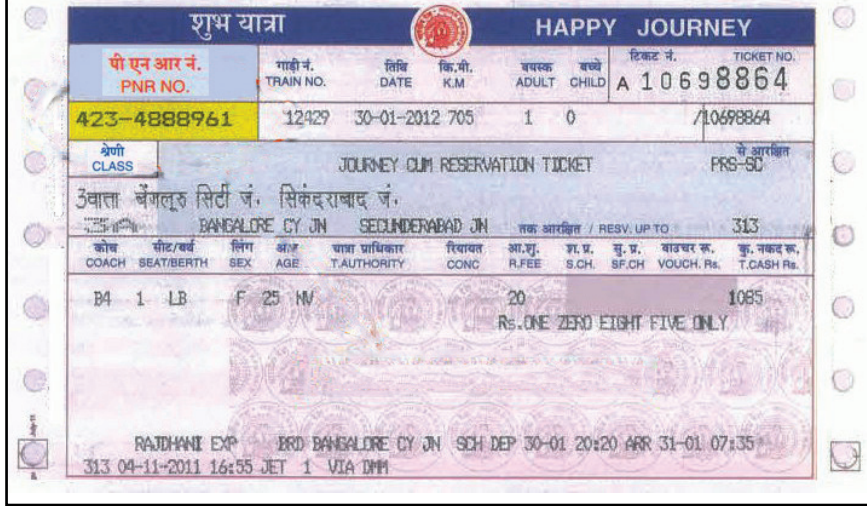 शुभ यात्रा HAPPY JOURNEY
पी एन आर नं. गाड़ी नं. तिथि कि.मी. वयस्क बच्चे टिकट नं. TICKET NO.
PNR NO. TRAIN NO. DATE K.M ADULT CHILD A 10698864
423-4888961 12429 30-01-2012 705 1 0 /10698864
श्रेणी से आरक्षित
CLASS JOURNEY CUM RESERVATION TICKET PRS-SC
3वाता बेंगलूरु सिटी जं. सिकंदराबाद जं.
BANGALORE CY JN SECUNDERABAD JN तक आरक्षित / RESV. UP TO 313
कोच सीट/बर्थ लिंग यात्रा प्राधिकार रियायत आ.शु. श. प्र. सु. प्र. वाउचर रू. कु. नकद रू.
COACH SEAT/BERTH SEX AGE T.AUTHORITY CONC R.FEE S.CH. SF.CH VOUCH. Rs. T.CASH Rs.
B4 1 LB F 25 NV 20 1085
Rs.ONE ZERO EIGHT FIVE ONLY
RAJDHANI EXP BRD BANGALORE CY JN SCH DEP 30-01 20:20 ARR 31-01 07:35
313 04-11-2011 16:55 JET 1 VIA DMM